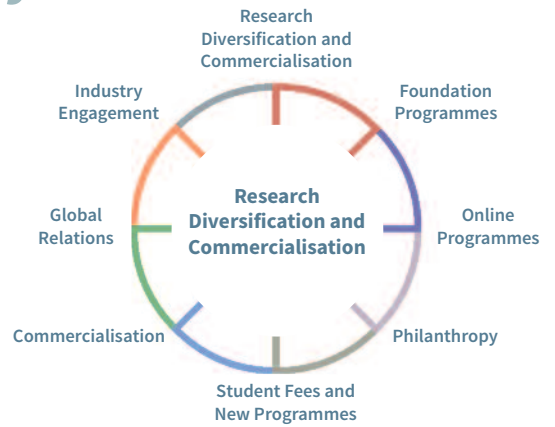 Research
Diversification and
Commercialisation
Industry
Engagement
Foundation
Programmes
Research
Diversification and
Commercialisation
Global
Relations
Online
Programmes
Commercialisation
Philanthropy
Student Fees and
New Programmes